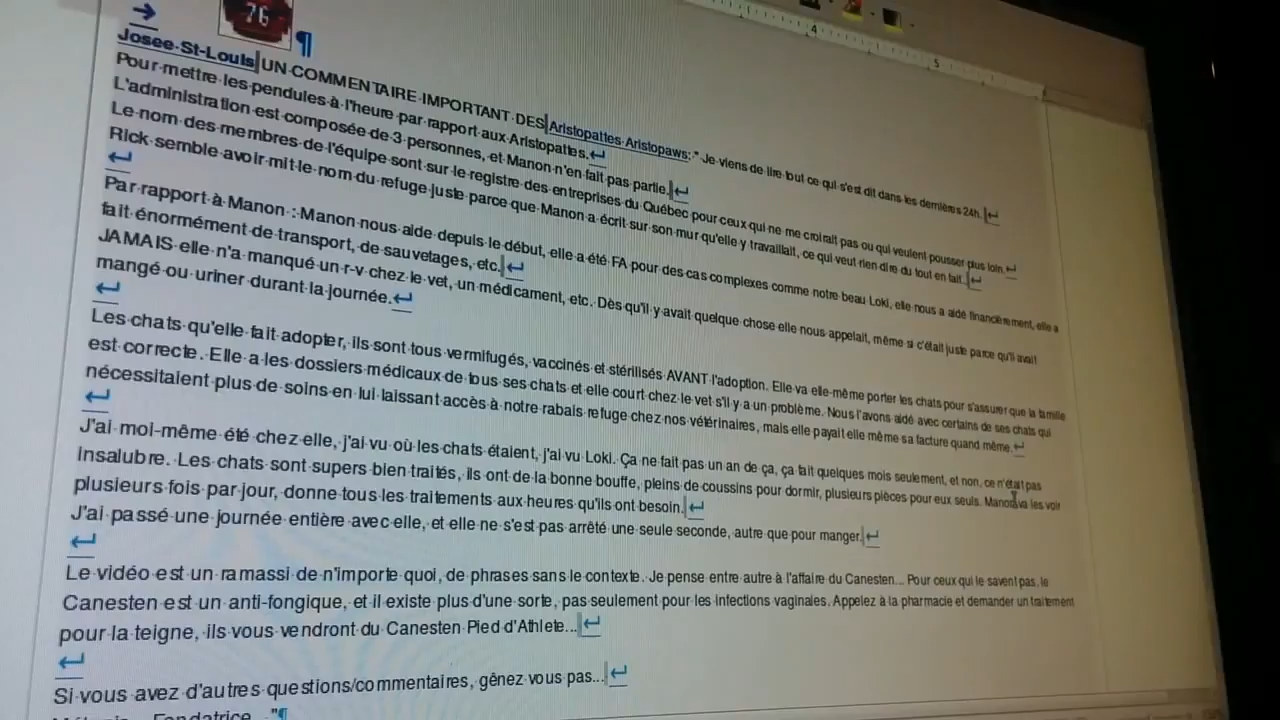 76
¶
4
5
Josee St-Louis UN COMMENTAIRE IMPORTANT DES Aristopattes Aristopaws: " Je viens de lire tout ce qui s'est dit dans les dernières 24h.
Pour mettre les pendules à l'heure par rapport aux Aristopattes.
L'administration est composée de 3 personnes, et Manon n'en fait pas partie.
Le nom des membres de l'équipe sont sur le registre des entreprises du Québec pour ceux qui ne me croirait pas ou qui veulent pousser plus loin.
Rick semble avoir mit le nom du refuge juste parce que Manon a écrit sur son mur qu'elle y travaillait, ce qui veut rien dire du tout en fait.
Par rapport à Manon : Manon nous aide depuis le début, elle a été FA pour des cas complexes comme notre beau Loki, elle nous a aidé financièrement, elle a
fait énormément de transport, de sauvetages, etc.
JAMAIS elle n'a manqué un r-v chez le vet, un médicament, etc. Dès qu'il y avait quelque chose elle nous appelait, même si c'était juste parce qu'il avait
mangé ou uriner durant la journée.
Les chats qu'elle fait adopter, ils sont tous vermifugés, vaccinés et stérilisés AVANT l'adoption. Elle va elle-même porter les chats pour s'assurer que la famille
est correcte. Elle a les dossiers médicaux de tous ses chats et elle court chez le vet s'il y a un problème. Nous l'avons aidé avec certains de ses chats qui
nécessitaient plus de soins en lui laissant accès à notre rabais refuge chez nos vétérinaires, mais elle payait elle même sa facture quand même.
J'ai moi-même été chez elle, j'ai vu où les chats étaient, j'ai vu Loki. Ça ne fait pas un an de ça, ça fait quelques mois seulement, et non, ce n'était pas
insalubre. Les chats sont supers bien traités, ils ont de la bonne bouffe, pleins de coussins pour dormir, plusieurs pièces pour eux seuls. Manon va les voir
plusieurs fois par jour, donne tous les traitements aux heures qu'ils ont besoin.
J'ai passé une journée entière avec elle, et elle ne s'est pas arrêté une seule seconde, autre que pour manger.
Le vidéo est un ramassi de n'importe quoi, de phrases sans le contexte. Je pense entre autre à l'affaire du Canesten... Pour ceux qui le savent pas, le
Canesten est un anti-fongique, et il existe plus d'une sorte, pas seulement pour les infections vaginales. Appelez à la pharmacie et demander un traitement
pour la teigne, ils vous vendront du Canesten Pied d'Athlete...
Si vous avez d'autres questions/commentaires, gênez vous pas...
Fondatrice "¶